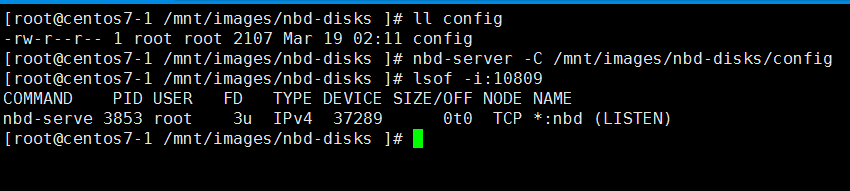 [root@centos7-1 /mnt/images/nbd-disks ]# ll config
-rw-r--r-- 1 root root 2107 Mar 19 02:11 config
[root@centos7-1 /mnt/images/nbd-disks ]# nbd-server -C /mnt/images/nbd-disks/config
[root@centos7-1 /mnt/images/nbd-disks ]# lsof -i:10809
COMMAND    PID USER   FD   TYPE DEVICE SIZE/OFF NODE NAME
nbd-serve 3853 root    3u  IPv4  37289      0t0  TCP *:nbd (LISTEN)
[root@centos7-1 /mnt/images/nbd-disks ]#